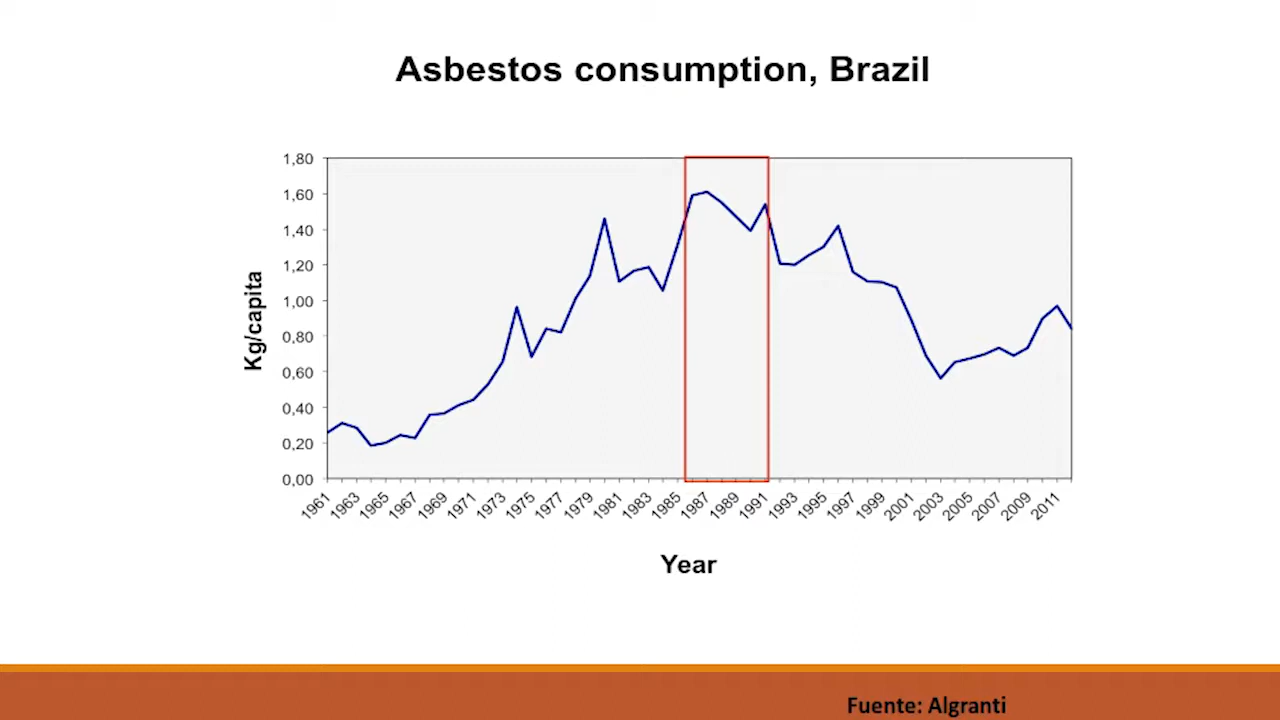 Asbestos consumption, Brazil
Kg/capita
1,80
1,60
1,40
1,20
1,00
0,80
0,60
0,40
0,20
0,00
1961 1963 1965 1967 1969 1971 1973 1975 1977 1979 1981 1983 1985 1987 1989 1991 1993 1995 1997 1999 2001 2003 2005 2007 2009 2011
Year
Fuente: Algranti